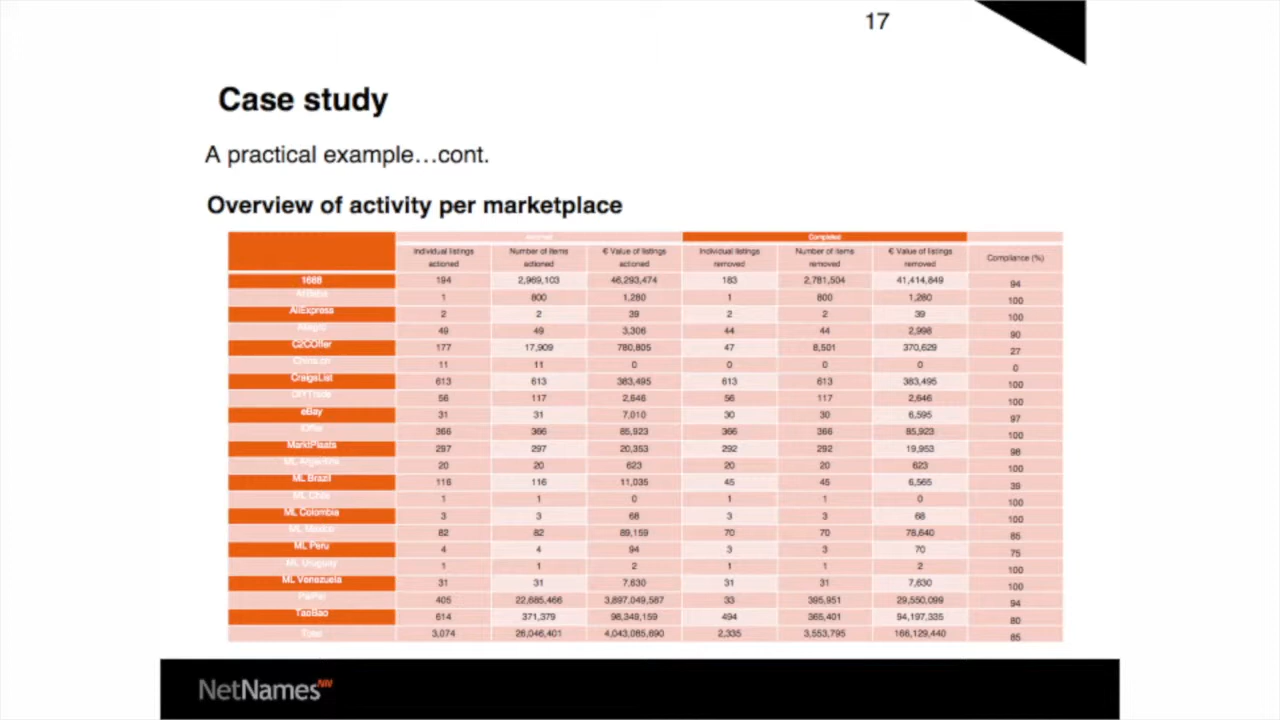 17
Case study
A practical example…cont.
Overview of activity per marketplace
Completed
Individual listings actioned Number of items actioned € Value of listings actioned Individual listings removed Number of items removed € Value of listings removed Compliance (%)
1688 194 2,969,103 46,293,474 183 2,781,504 41,414,849 94
1 800 1,280 1 800 1,280 100
AliExpress 2 2 39 2 2 39 100
Allegro 49 49 3,306 44 44 2,998 90
C2COffer 177 17,909 780,805 47 8,501 370,629 27
11 11 0 0 0 0 0
CraigsList 613 613 383,495 613 613 383,495 100
DIYTrade 56 117 2,646 56 117 2,646 100
eBay 31 31 7,010 30 30 6,595 97
iOffer 366 366 85,923 366 366 85,923 100
MarktPlaats 297 297 20,353 292 292 19,953 98
ML Argentina 20 20 623 20 20 623 100
ML Brazil 116 116 11,035 45 45 6,565 39
ML Chile 1 1 0 1 1 0 100
ML Colombia 3 3 68 3 3 68 100
ML Mexico 82 82 89,159 70 70 78,640 85
ML Peru 4 4 94 3 3 70 75
ML Uruguay 1 1 2 1 1 2 100
ML Venezuela 31 31 7,630 31 31 7,630 100
405 22,685,466 3,897,049,587 33 395,951 29,550,099 94
TaoBao 614 371,379 98,349,159 494 365,401 94,197,335 80
Total 3,074 26,046,401 4,043,085,690 2,335 3,553,795 166,129,440 85
NetNames